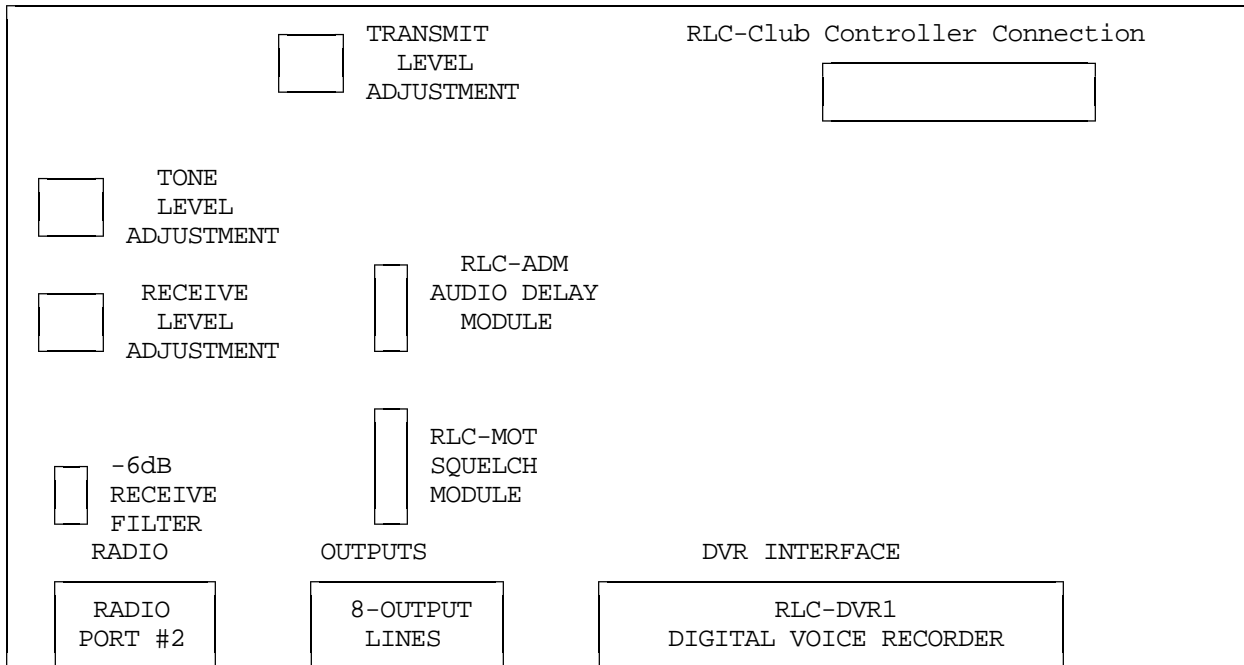 TRANSMIT
LEVEL
ADJUSTMENT
RLC-Club Controller Connection
TONE
LEVEL
ADJUSTMENT
RECEIVE
LEVEL
ADJUSTMENT
RLC-ADM
AUDIO DELAY
MODULE
RLC-MOT
SQUELCH
MODULE
-6dB
RECEIVE
FILTER
RADIO
OUTPUTS
DVR INTERFACE
RADIO
PORT #2
8-OUTPUT
LINES
RLC-DVR1
DIGITAL VOICE RECORDER